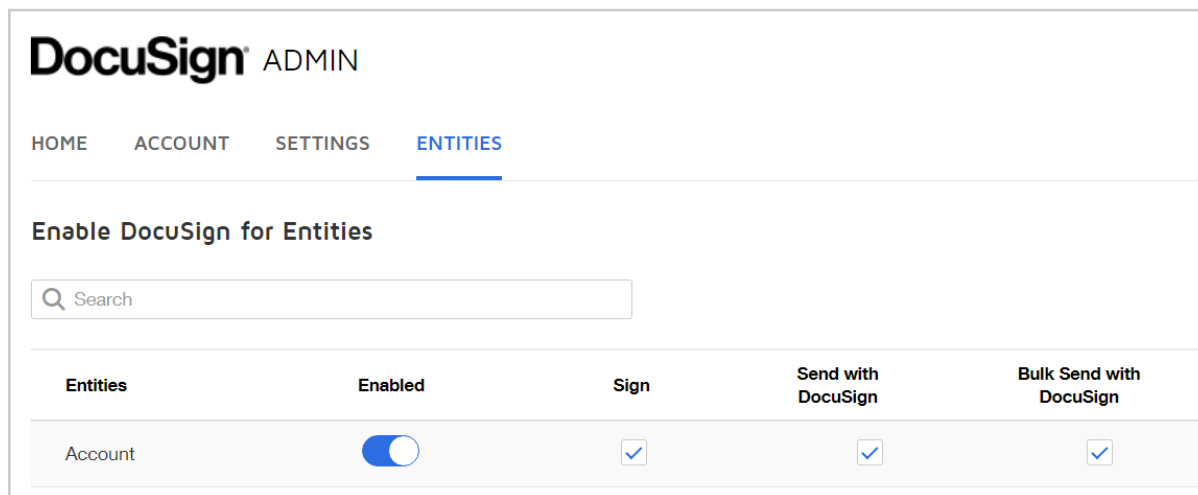 DocuSign® ADMIN
HOME ACCOUNT SETTINGS ENTITIES
Enable DocuSign for Entities
Search
Entities Enabled Sign Send with DocuSign Bulk Send with DocuSign
Account